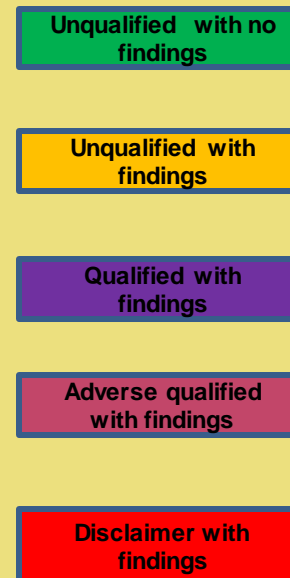 Unqualified with no
findings
Unqualified with
findings
Qualified with
findings
Adverse qualified
with findings
Disclaimer with
findings